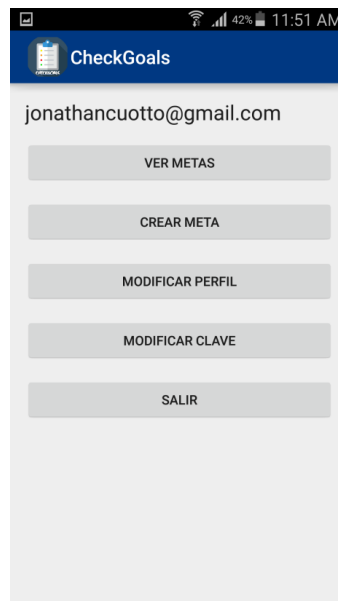 42% 11:51 AM
CheckGoals
jonathancuotto@gmail.com
VER METAS
CREAR META
MODIFICAR PERFIL
MODIFICAR CLAVE
SALIR